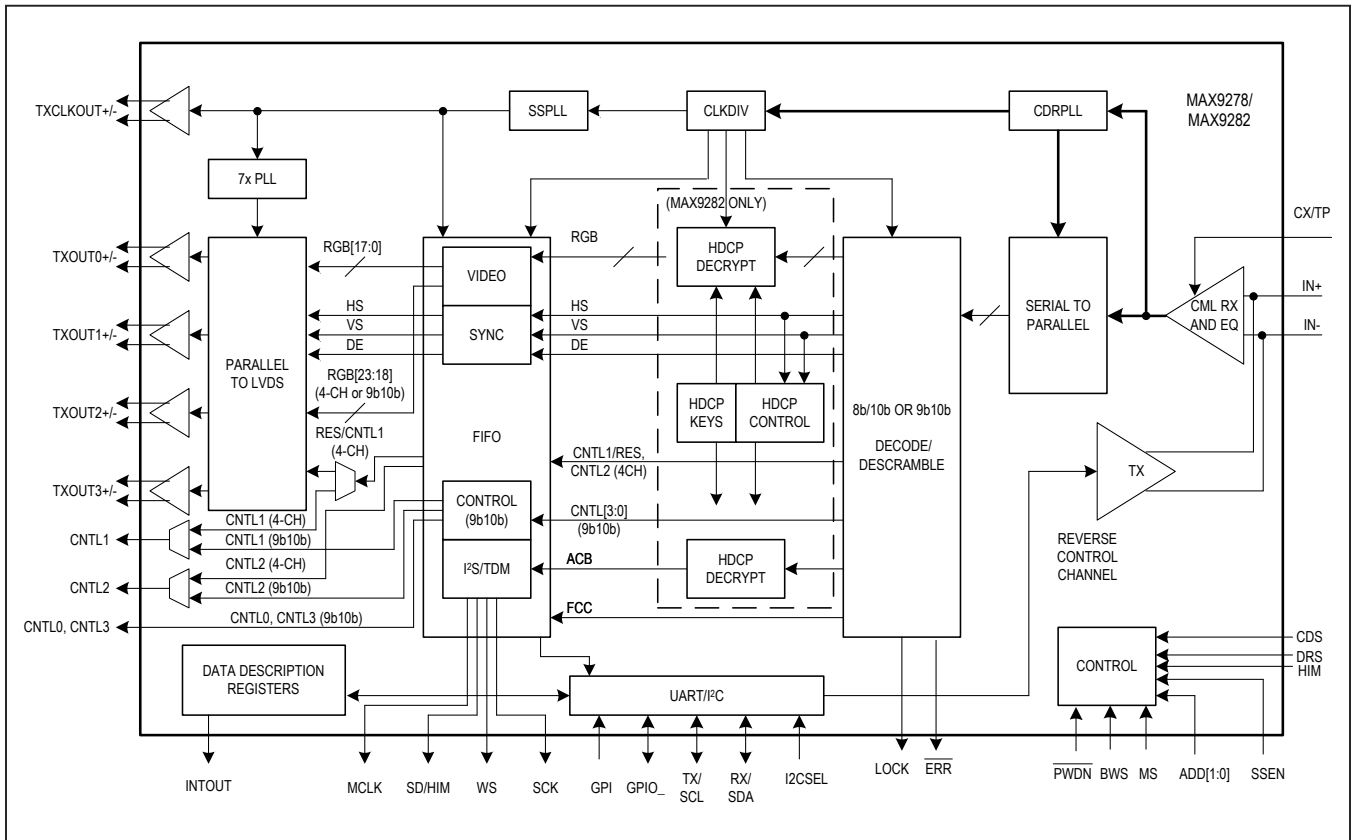 MAX9278/
MAX9282
TXCLKOUT+/-
SSPLL
CLKDIV
CDRPLL
7x PLL
(MAX9282 ONLY)
CX/TP
IN+
IN-
TXOUT0+/-
TXOUT1+/-
TXOUT2+/-
TXOUT3+/-
PARALLEL
TO LVDS
RGB[17:0]
HS
VS
DE
RGB[23:18]
(4-CH or 9b10b)
RES/CNTL1
(4-CH)
VIDEO
SYNC
FIFO
CONTROL
(9b10b)
I²S/TDM
RGB
HS
VS
DE
HDCP
DECRYPT
HDCP
KEYS
HDCP
CONTROL
CNTL1/RES,
CNTL2 (4CH)
CNTL[3:0]
(9b10b)
ACB
HDCP
DECRYPT
FCC
8b/10b OR 9b10b
DECODE/
DESCRAMBLE
SERIAL TO
PARALLEL
CML RX
AND EQ
TX
REVERSE
CONTROL
CHANNEL
CNTL1
CNTL1 (4-CH)
CNTL1 (9b10b)
CNTL2
CNTL2 (4-CH)
CNTL2 (9b10b)
CNTL0, CNTL3
CNTL0, CNTL3 (9b10b)
DATA DESCRIPTION
REGISTERS
UART/I²C
CONTROL
CDS
DRS
HIM
INTOUT
MCLK
SD/HIM
WS
SCK
GPI
GPIO_
TX/
SCL
RX/
SDA
I2CSEL
LOCK
ERR
PWDN
BWS
MS
ADD[1:0]
SSEN